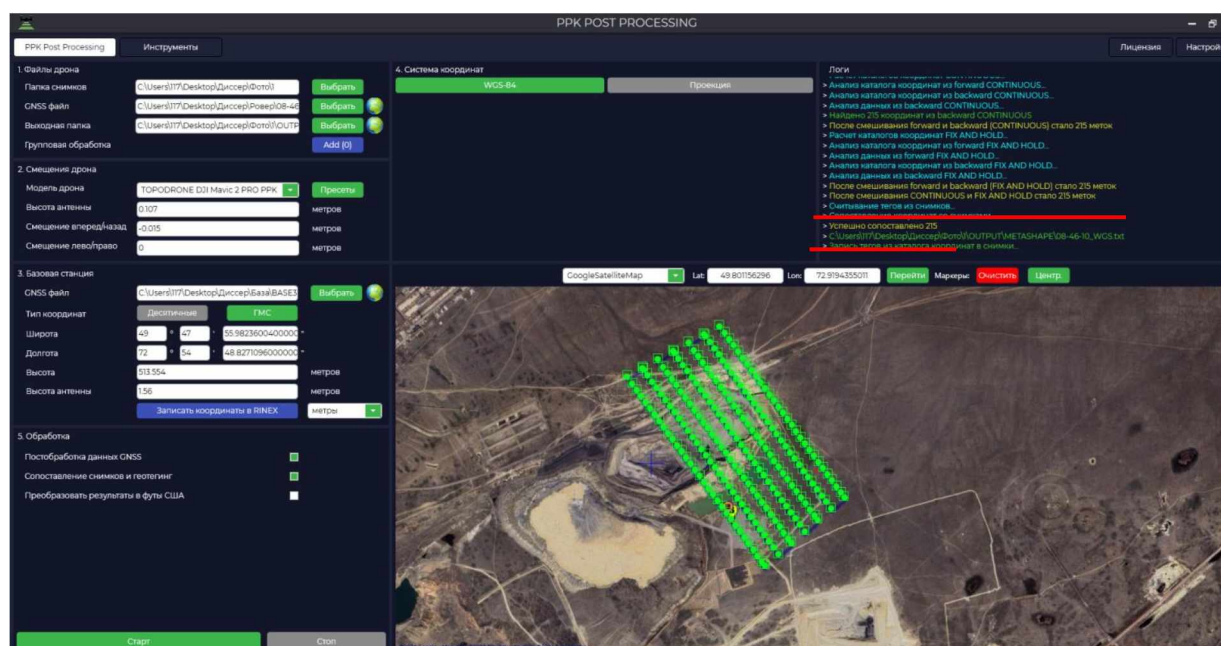 PPK POST PROCESSING
PPK Post Processing
Инструменты
Лицензия
Настрой
1. Файлы дрона
Папка снимков
C:\Users\117\Desktop\Диссер\Фото\1
Выбрать
GNSS файл
C:\Users\117\Desktop\Диссер\Ровер\08-46
Выбрать
Выходная папка
C:\Users\117\Desktop\Диссер\Фото\1\OUTP
Выбрать
Групповая обработка
Add (0)
2. Смещения дрона
Модель дрона
TOPODRONE DJI Mavic 2 PRO PPK
Пресеты
Высота антенны
0.107
метров
Смещение вперед/назад
-0.015
метров
Смещение лево/право
0
метров
3. Базовая станция
GNSS файл
C:\Users\117\Desktop\Диссер\База\BASE3
Выбрать
Тип координат
Десятичные
ГМС
Широта
49 ° 47 ' 55.9823600400000 "
Долгота
72 ° 54 ' 48.8271096000000 "
Высота
513.554
метров
Высота антенны
1.56
метров
Записать координаты в RINEX
метры
5. Обработка
Постобработка данных GNSS
Сопоставление снимков и геотегинг
Преобразовать результаты в футы США
Старт
Стоп
4. Система координат
WGS-84
Проекция
Логи
> Расчет каталогов координат CONTINUOUS...
> Анализ каталога координат из forward CONTINUOUS...
> Анализ каталога координат из backward CONTINUOUS...
> Анализ данных из backward CONTINUOUS...
> Найдено 215 координат из backward CONTINUOUS
> После смешивания forward и backward (CONTINUOUS) стало 215 меток
> Расчет каталогов координат FIX AND HOLD...
> Анализ каталога координат из forward FIX AND HOLD...
> Анализ данных из forward FIX AND HOLD...
> Анализ каталога координат из backward FIX AND HOLD...
> Анализ данных из backward FIX AND HOLD...
> После смешивания forward и backward (FIX AND HOLD) стало 215 меток
> После смешивания CONTINUOUS и FIX AND HOLD стало 215 меток
> Считывание тегов из снимков...
> Сопоставление координат со снимками...
> Успешно сопоставлено 215
> C:\Users\117\Desktop\Диссер\Фото\1\OUTPUT\METASHAPE\08-46-10_WGS.txt
> Запись тегов из каталога координат в снимки...
GoogleSatelliteMap
Lat: 49.801156296
Lon: 72.9194355011
Перейти
Маркеры:
Очистить
Центр.